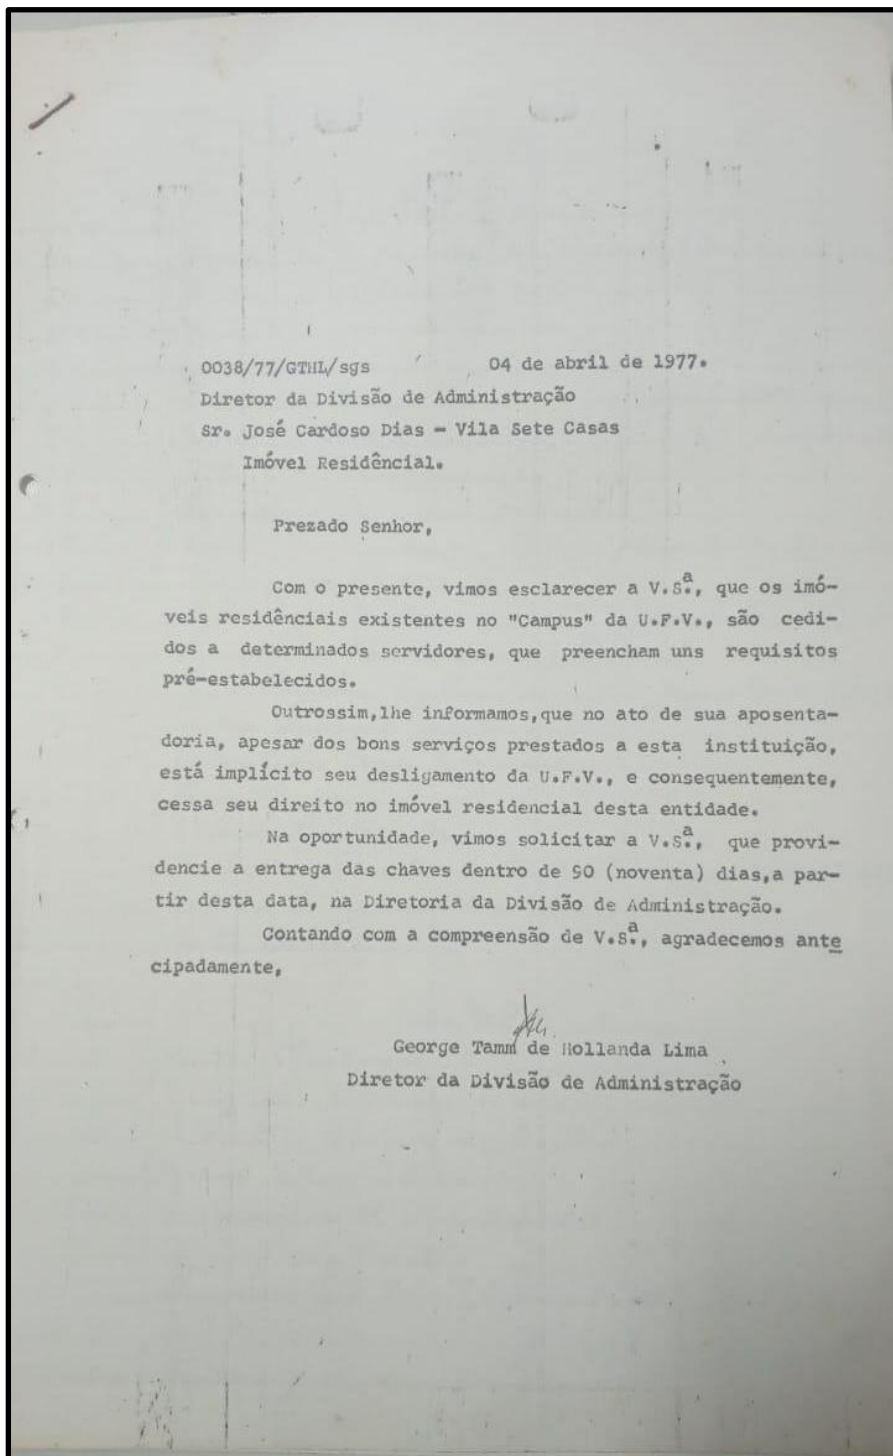 0038/77/GTHL/sgs 04 de abril de 1977.
Diretor da Divisão de Administração
Sr. José Cardoso Dias - Vila Sete Casas
Imóvel Residêncial.
Prezado Senhor,
Com o presente, vimos esclarecer a V.S.ª, que os imó-
veis residênciais existentes no "Campus" da U.F.V., são cedi-
dos a determinados servidores, que preencham uns requisitos
pré-estabelecidos.
Outrossim,lhe informamos,que no ato de sua aposenta-
doria, apesar dos bons serviços prestados a esta instituição,
está implícito seu desligamento da U.F.V., e consequentemente,
cessa seu direito no imóvel residencial desta entidade.
Na oportunidade, vimos solicitar a V.S.ª, que provi-
dencie a entrega das chaves dentro de 90 (noventa) dias,a par-
tir desta data, na Diretoria da Divisão de Administração.
Contando com a compreensão de V.S.ª, agradecemos ante
cipadamente,
George Tamm de Hollanda Lima
Diretor da Divisão de Administração